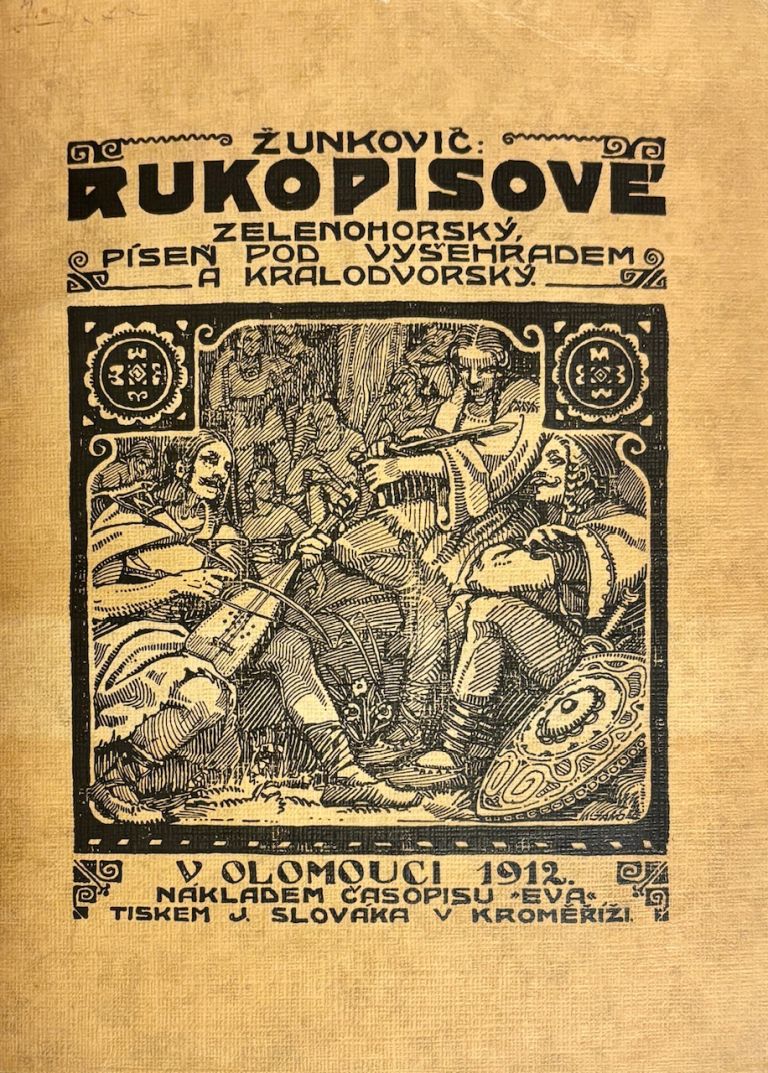 ŽUNKOVIČ:
RUKOPISOVÉ
ZELENOHORSKÝ,
PÍSEŇ POD VYŠEHRADEM
A KRALODVORSKÝ.
V OLOMOUCI 1912.
NÁKLADEM ČASOPISU »EVA«
TISKEM J. SLOVÁKA V KROMĚŘÍŽI.